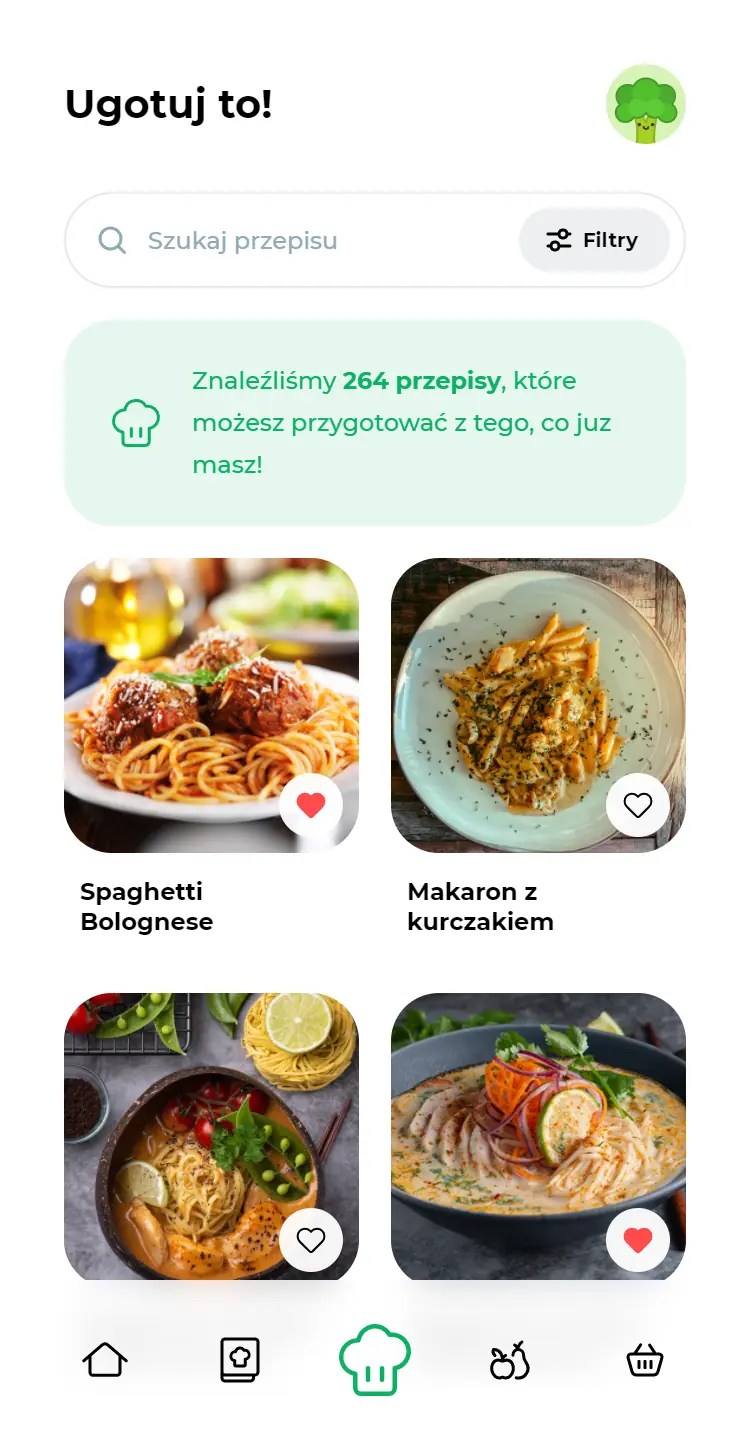 Ugotuj to!
Szukaj przepisu
Filtry
Znaleźliśmy 264 przepisy, które
możesz przygotować z tego, co juz
masz!
Spaghetti
Bolognese
Makaron z
kurczakiem